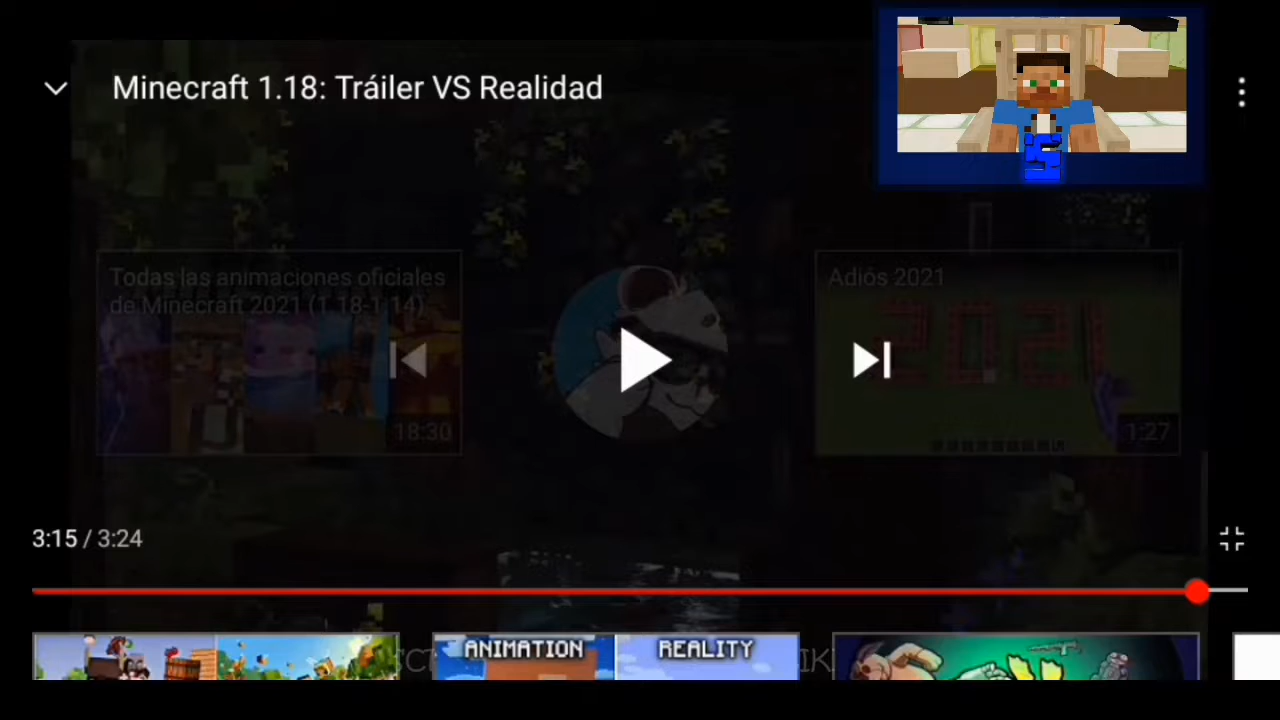 Minecraft 1.18: Tráiler VS Realidad
Todas las animaciones oficiales
de Minecraft 2021 (1.18-1.14)
18:30
Adiós 2021
2021
1:27
3:15 / 3:24
ANIMATION
REALITY